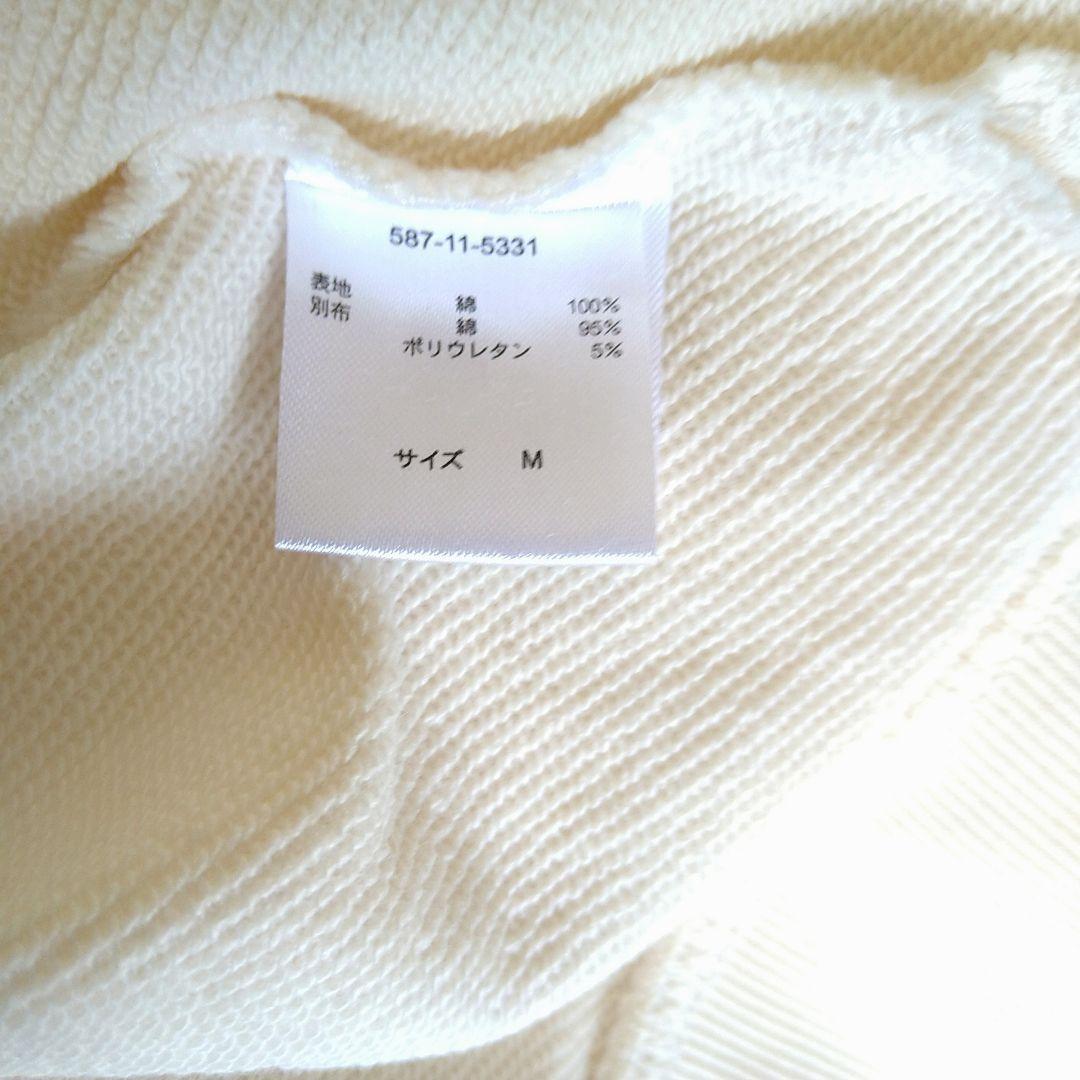 587-11-5331
表地 綿 100%
別布 綿 95%
ポリウレタン 5%
サイズ M